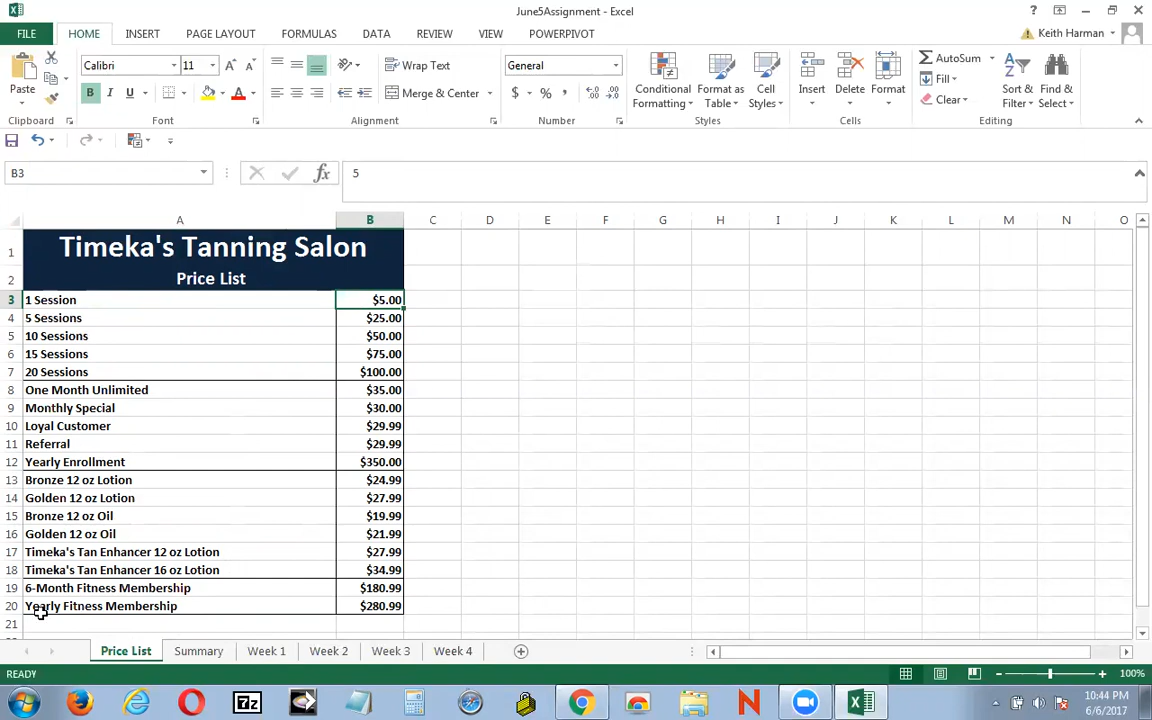 June5Assignment - Excel
FILE HOME INSERT PAGE LAYOUT FORMULAS DATA REVIEW VIEW POWERPIVOT
Keith Harman
Calibri 11
Wrap Text
General
AutoSum
Paste
B I U
Merge & Center
$ % ,
Conditional Formatting
Format as Table
Cell Styles
Insert Delete Format
Fill
Clear
Sort & Filter
Find & Select
Clipboard Font Alignment Number Styles Cells Editing
B3 fx 5
A B C D E F G H I J K L M N O
1 Timeka's Tanning Salon
2 Price List
3 1 Session $5.00
4 5 Sessions $25.00
5 10 Sessions $50.00
6 15 Sessions $75.00
7 20 Sessions $100.00
8 One Month Unlimited $35.00
9 Monthly Special $30.00
10 Loyal Customer $29.99
11 Referral $29.99
12 Yearly Enrollment $350.00
13 Bronze 12 oz Lotion $24.99
14 Golden 12 oz Lotion $27.99
15 Bronze 12 oz Oil $19.99
16 Golden 12 oz Oil $21.99
17 Timeka's Tan Enhancer 12 oz Lotion $27.99
18 Timeka's Tan Enhancer 16 oz Lotion $34.99
19 6-Month Fitness Membership $180.99
20 Yearly Fitness Membership $280.99
21
Price List Summary Week 1 Week 2 Week 3 Week 4
READY 100%
10:44 PM
6/6/2017